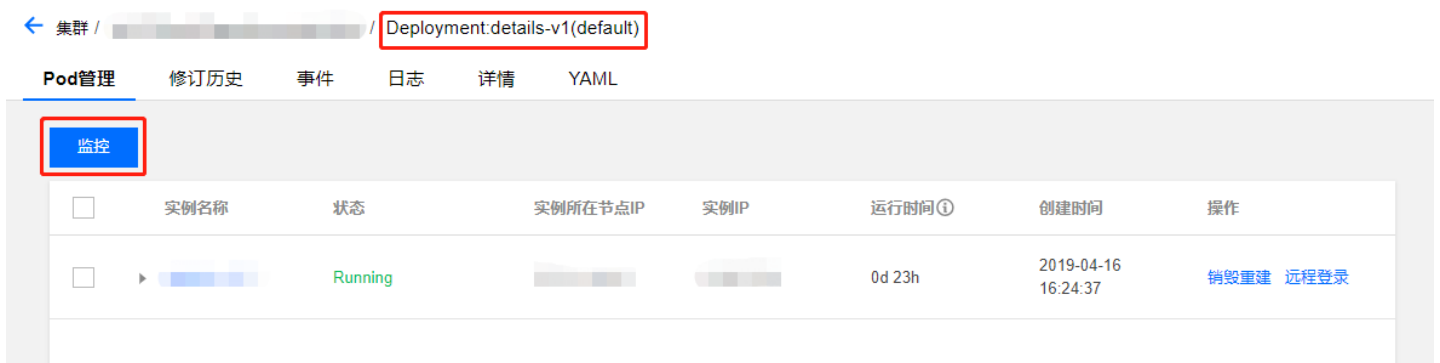 集群 / / Deployment:details-v1(default)
Pod管理 修订历史 事件 日志 详情 YAML
监控
实例名称 状态 实例所在节点IP 实例IP 运行时间 创建时间 操作
Running 0d 23h 2019-04-16 销毁重建 远程登录
16:24:37